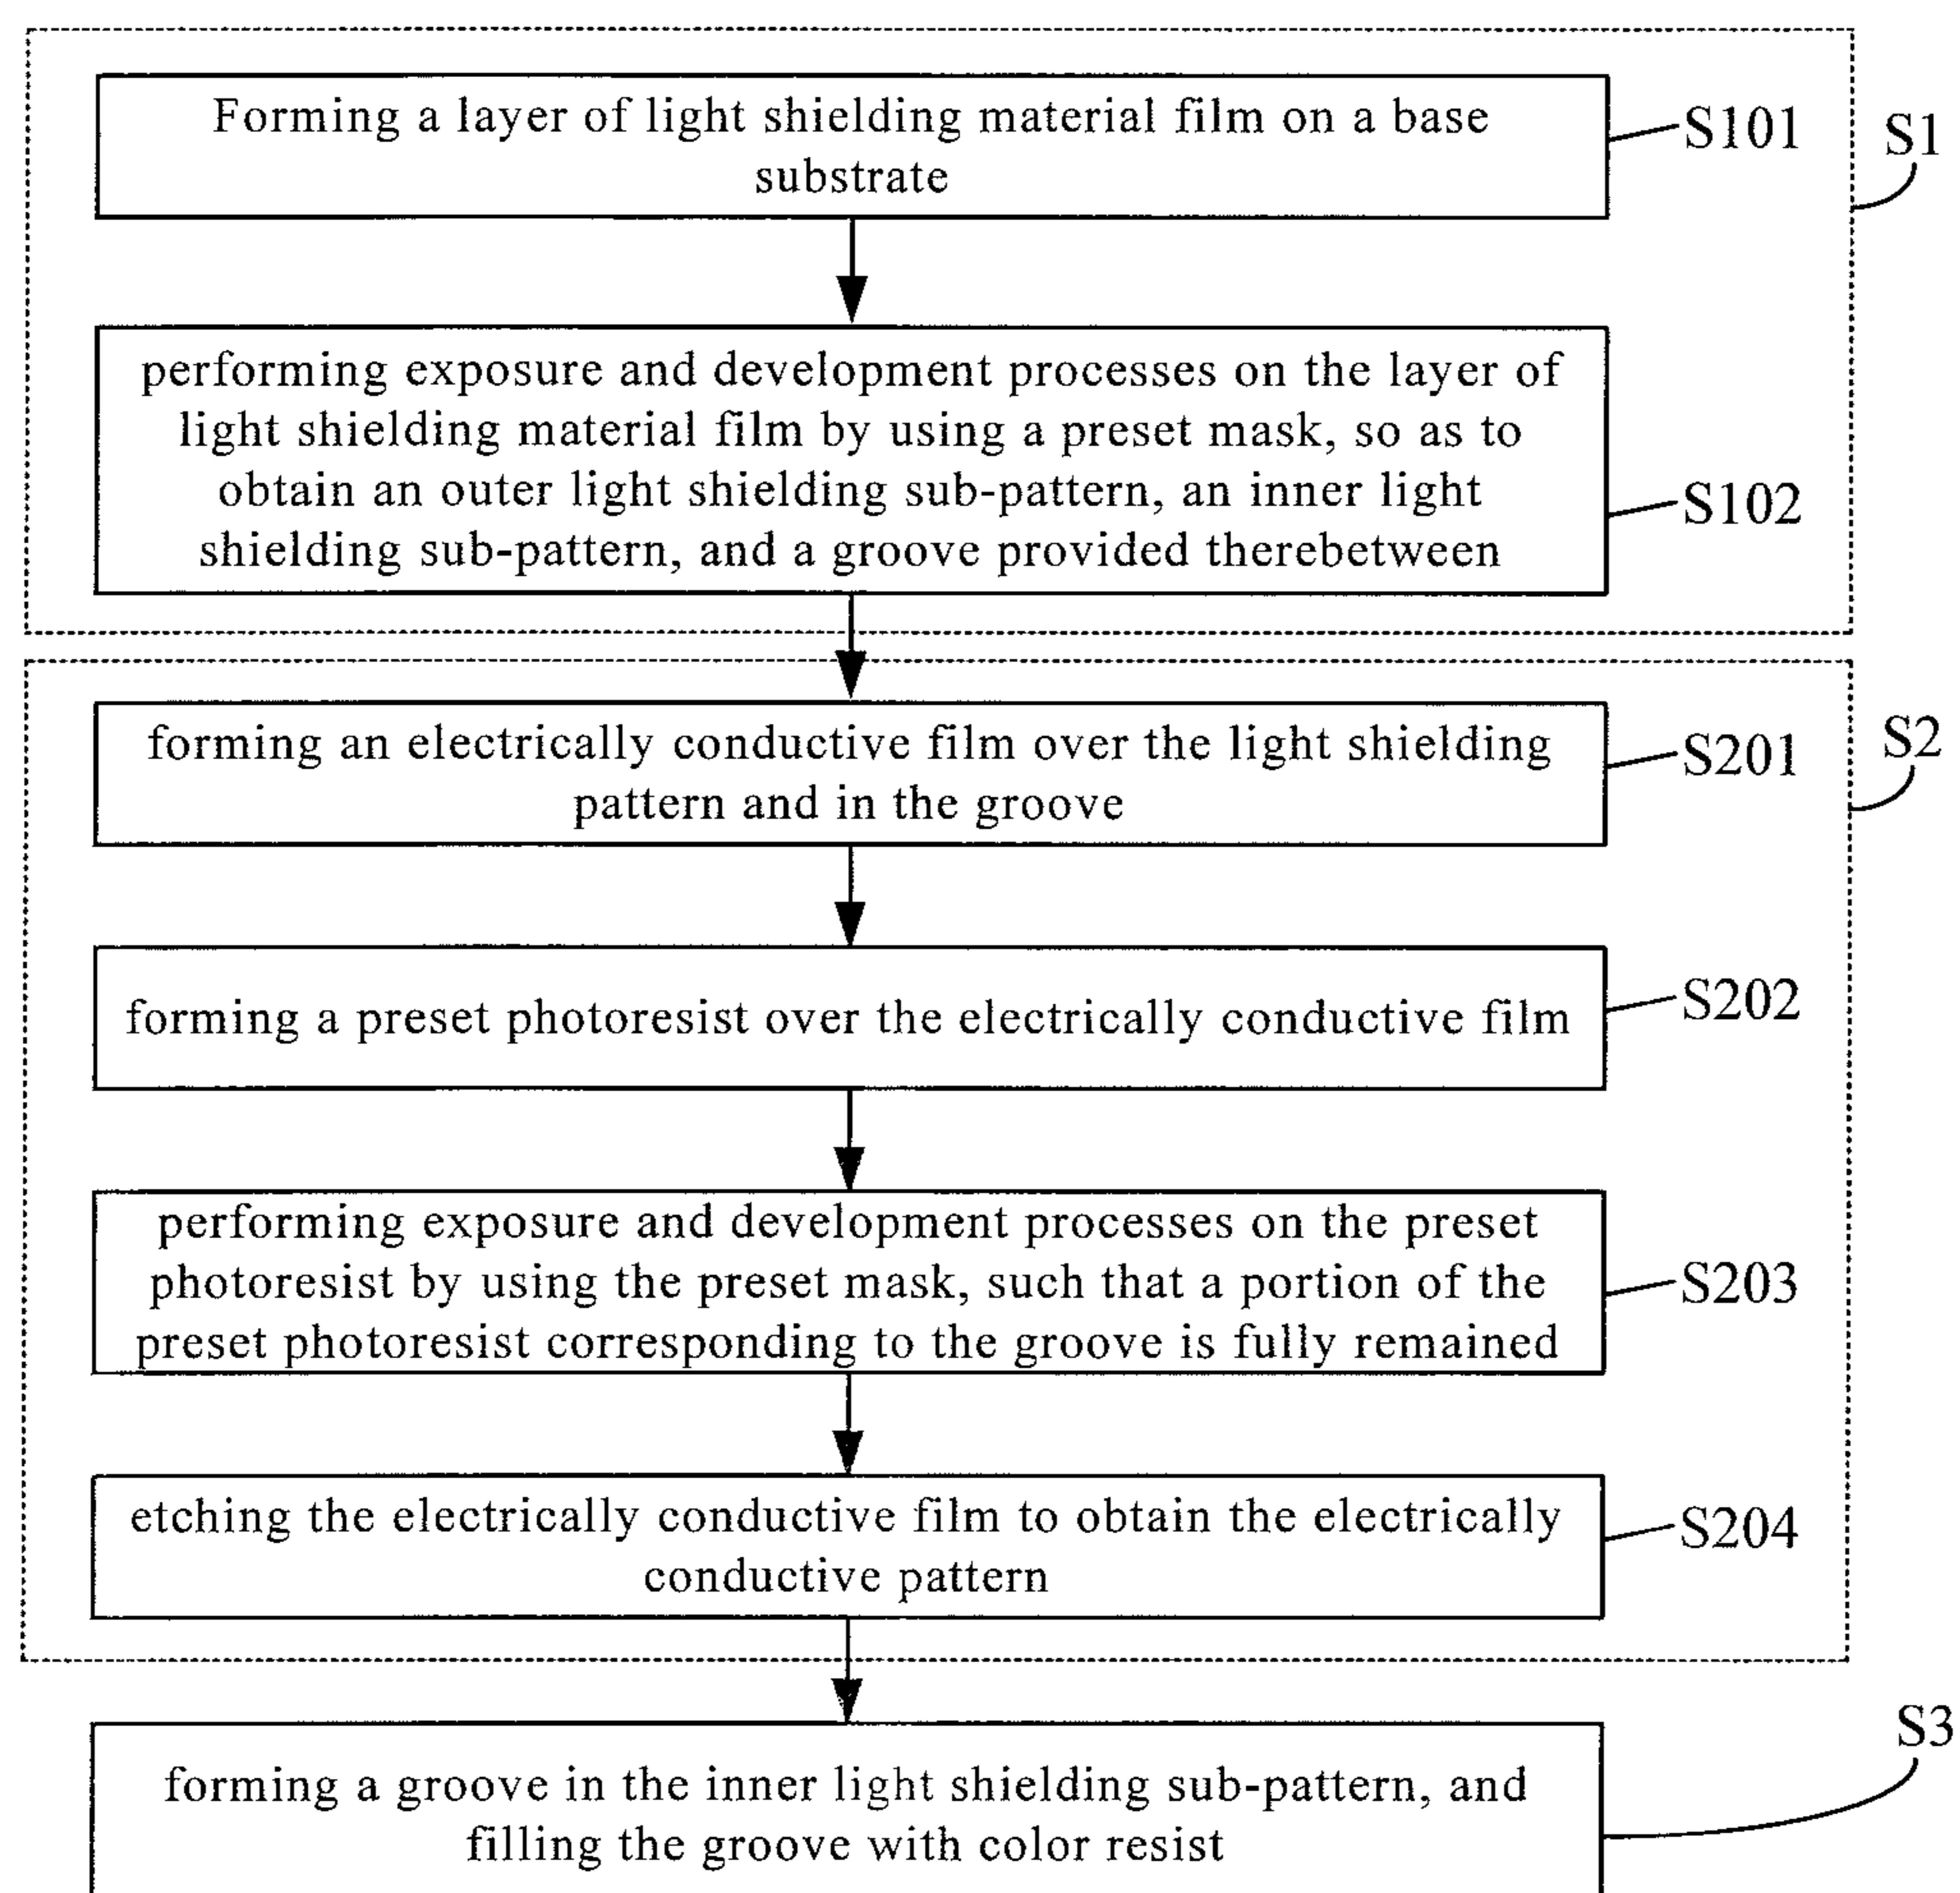 Forming a layer of light shielding material film on a base
substrate
S101
S1
performing exposure and development processes on the layer of
light shielding material film by using a preset mask, so as to
obtain an outer light shielding sub-pattern, an inner light
shielding sub-pattern, and a groove provided therebetween
S102
forming an electrically conductive film over the light shielding
pattern and in the groove
S201
S2
forming a preset photoresist over the electrically conductive film
S202
performing exposure and development processes on the preset
photoresist by using the preset mask, such that a portion of the
preset photoresist corresponding to the groove is fully remained
S203
etching the electrically conductive film to obtain the electrically
conductive pattern
S204
forming a groove in the inner light shielding sub-pattern, and
filling the groove with color resist
S3